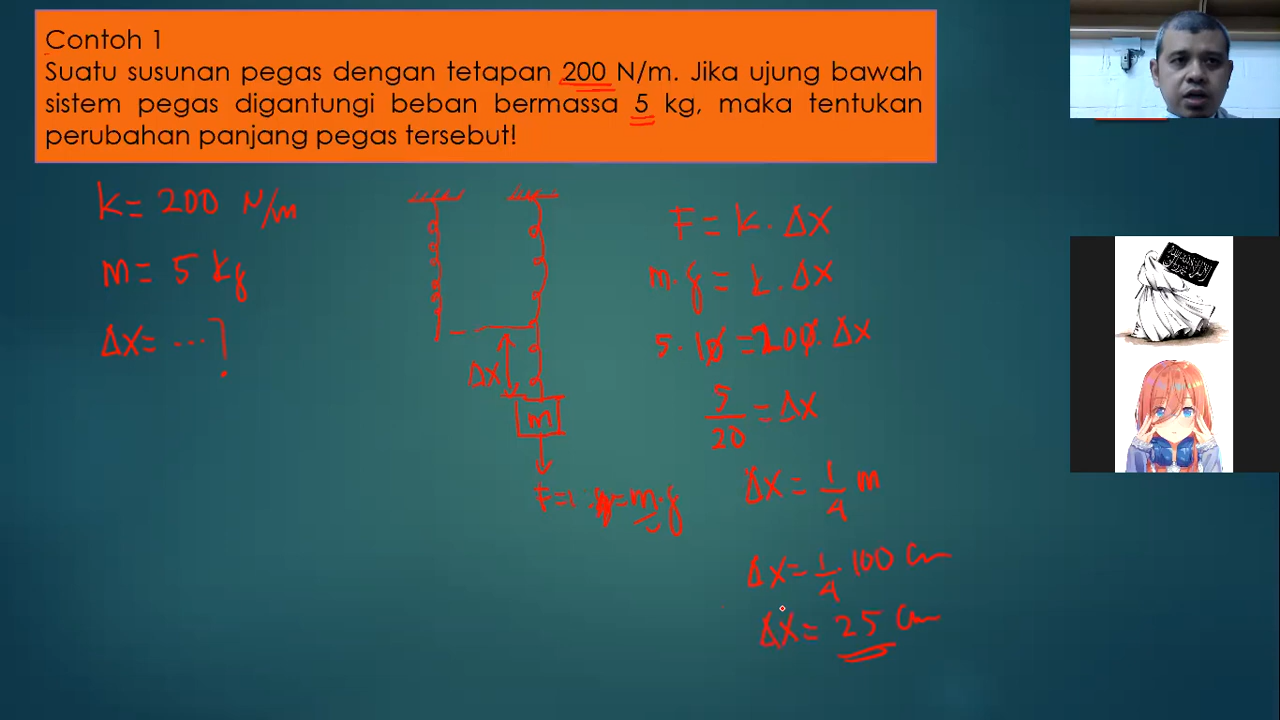 Contoh 1
Suatu susunan pegas dengan tetapan 200 N/m. Jika ujung bawah
sistem pegas digantungi beban bermassa 5 kg, maka tentukan
perubahan panjang pegas tersebut!
k = 200 N/m
m = 5 kg
Δx = ...?
Δx
m
= m.g
F = k. Δx
m. g = k. Δx
5. 10 = 200. Δx
5/20 = Δx
Δx = 1/4 m
Δx = 1/4. 100 cm
Δx = 25 cm